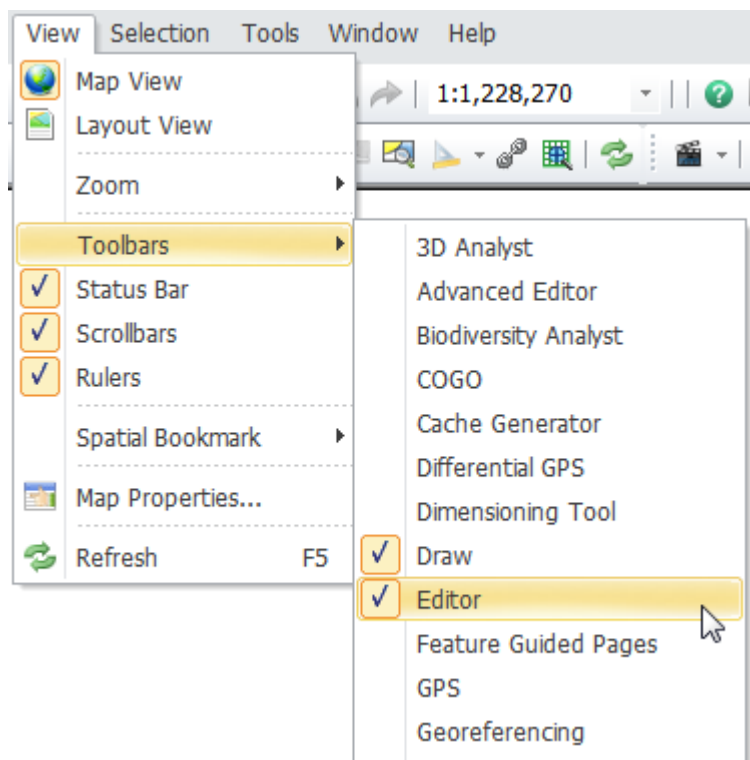 View Selection Tools Window Help
Map View
1:1,228,270
Layout View
Zoom
Toolbars
3D Analyst
Status Bar
Advanced Editor
Scrollbars
Biodiversity Analyst
Rulers
COGO
Cache Generator
Spatial Bookmark
Differential GPS
Map Properties...
Dimensioning Tool
Refresh F5
Draw
Editor
Feature Guided Pages
GPS
Georeferencing